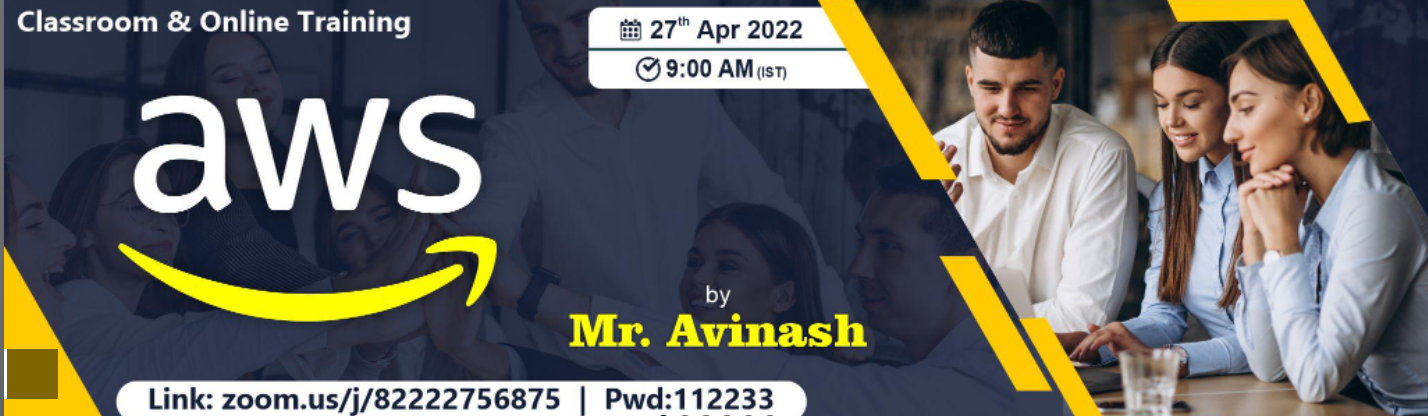 Classroom & Online Training
27th Apr 2022
9:00 AM (IST)
aws
by
Mr. Avinash
Link: zoom.us/j/82222756875 | Pwd:112233